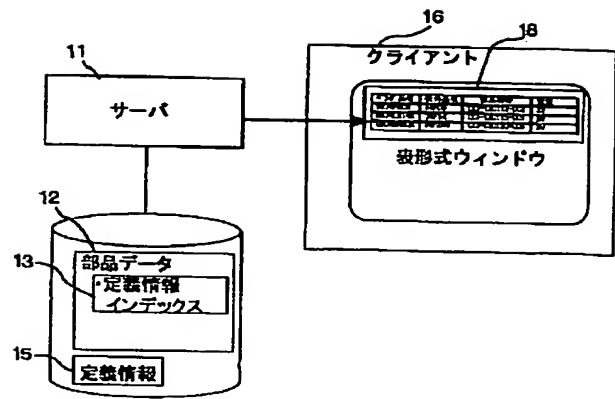 16
クライアント
18
11
サーバ
表形式ウィンドウ
12
部品データ
13
・定義情報
インデックス
15
定義情報